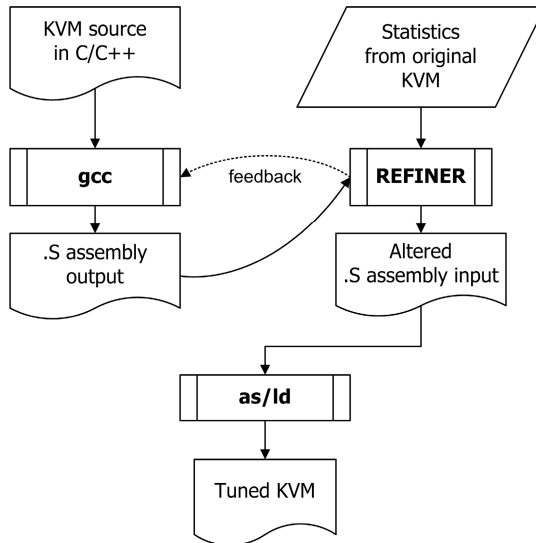 KVM source
in C/C++
Statistics
from original
KVM
gcc
feedback
REFINER
.S assembly
output
Altered
.S assembly input
as/ld
Tuned KVM